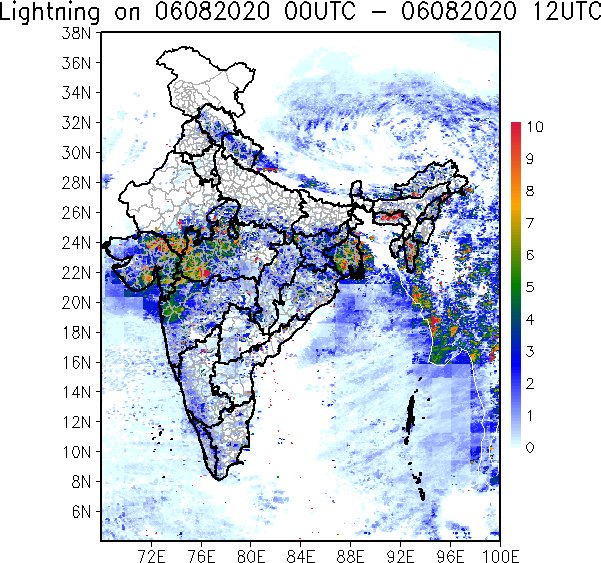 Lightning on 06082020 00UTC – 06082020 12UTC
38N
36N
34N
32N
30N
28N
26N
24N
22N
20N
18N
16N
14N
12N
10N
8N
6N
72E 76E 80E 84E 88E 92E 96E 100E
10
9
8
7
6
5
4
3
2
1
0